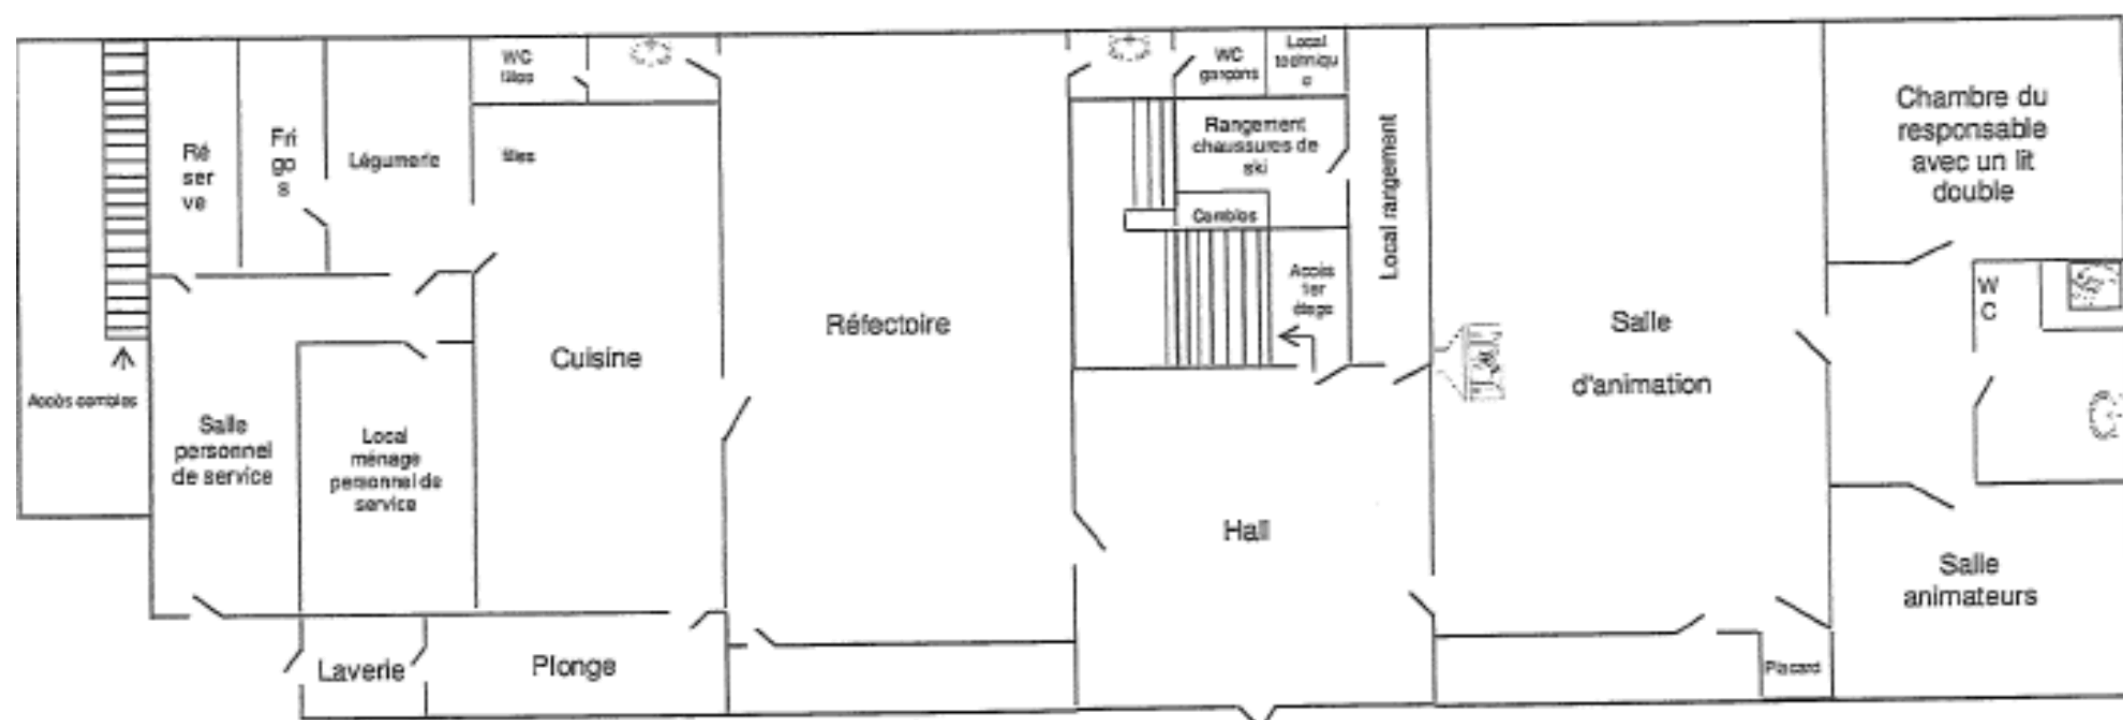 WC
filles
WC
garçons
Local
techniqu
e
Chambre du
responsable
avec un lit
double
Ré
ser
ve
Fri
go
s
Légumerie
filles
Rangement
chaussures de
ski
Combles
Local rangement
Accès
1er
étage
W
C
Réfectoire
Cuisine
Salle
d'animation
Accès combles
Salle
personnel
de service
Local
ménage
personnel de
service
Hall
Salle
animateurs
Laverie
Plonge
Placard